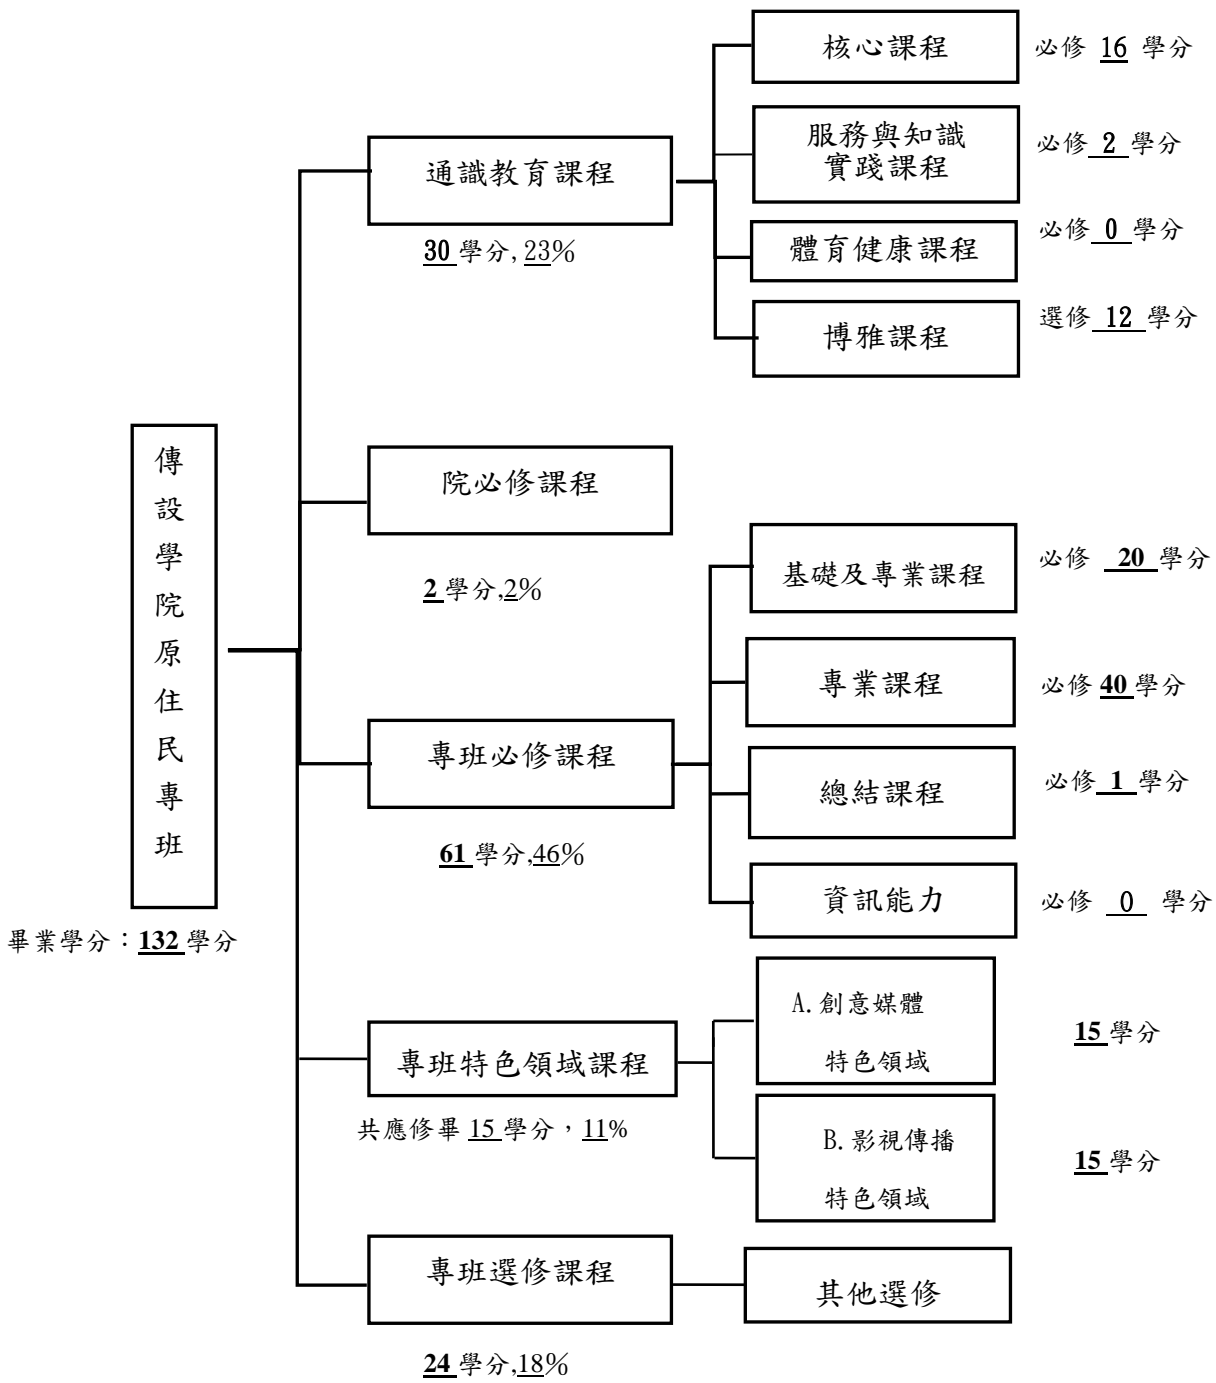 核心課程
必修 16 學分
服務與知識
實踐課程
必修 2 學分
通識教育課程
30 學分, 23%
體育健康課程
必修 0 學分
博雅課程
選修 12 學分
傳設學院原住民專班
畢業學分：132 學分
院必修課程
2 學分,2%
基礎及專業課程
必修 20 學分
專業課程
必修 40 學分
專班必修課程
61 學分,46%
總結課程
必修 1 學分
資訊能力
必修 0 學分
專班特色領域課程
共應修畢 15 學分，11%
A.創意媒體
特色領域
15 學分
B.影視傳播
特色領域
15 學分
專班選修課程
24 學分,18%
其他選修